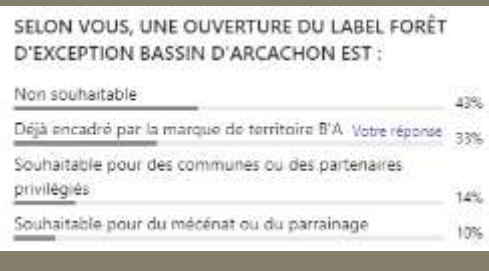 SELON VOUS, UNE OUVERTURE DU LABEL FORÊT
D'EXCEPTION BASSIN D'ARCACHON EST :
Non souhaitable
43%
Déjà encadré par la marque de territoire B'A Votre réponse 33%
Souhaitable pour des communes ou des partenaires
privilégiés
14%
Souhaitable pour du mécénat ou du parrainage
10%